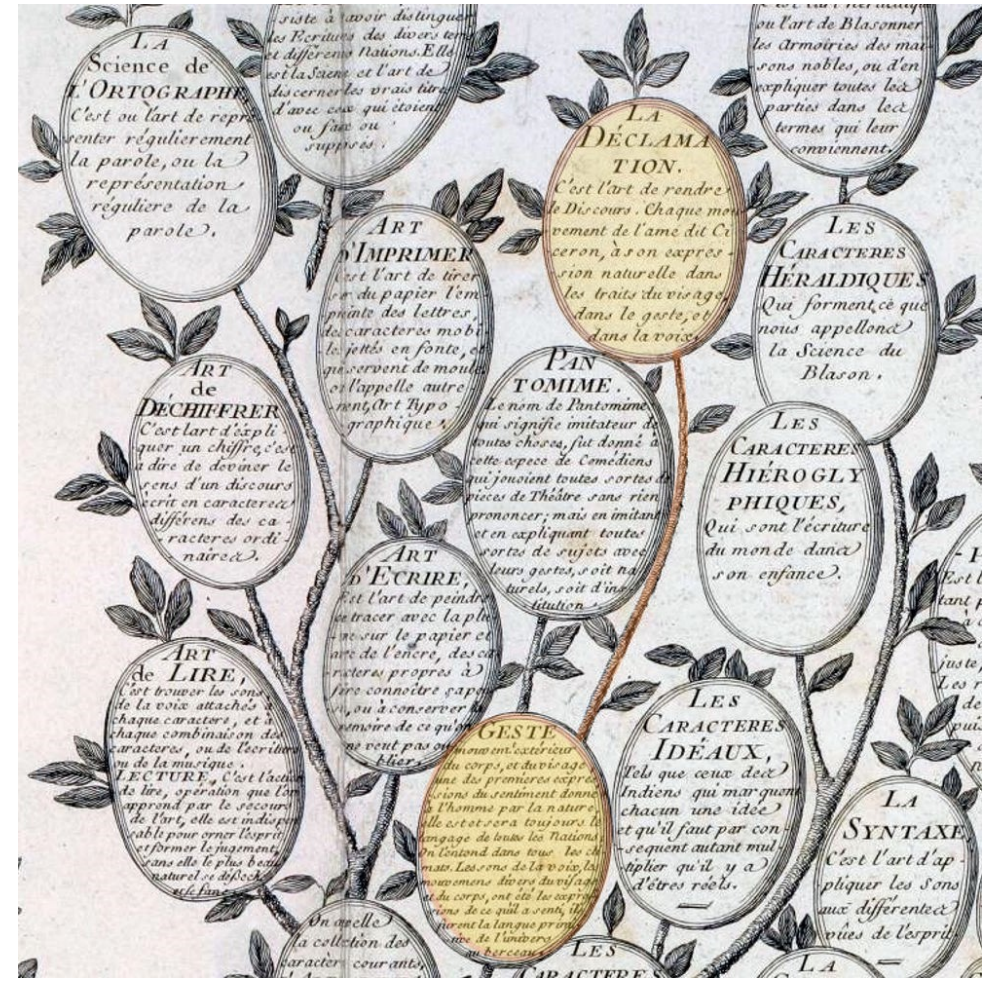 LA
Science de
L'ORTOGRAPHE
C'est ou l'art de repré
senter régulierement
la parole, ou la
représentation
réguliere de la
parole.
siste à avoir distinguer
les Ecritures des divers tems
et différens Nations. Elle
est la Science et l'art de
discerner les vrais titres
d'avec ceux qui étoient
ou faux ou
supposés.
LA
DÉCLAMA
TION.
C'est l'art de rendre
le Discours. Chaque mou
vement de l'ame dit Ci
ceron, à son expres-
sion naturelle dans
les traits du visage,
dans le geste, et
dans la voix.
ou l'art de Blasonner
les Armoiries des mai
sons nobles, ou d'en
expliquer toutes les
parties dans les
termes qui leur
conviennent.
ART
D'IMPRIMER
est l'art de tirer
sur du papier l'em-
printe des lettres,
de caracteres mobi-
les jettés en fonte, et
qui servent de moule
on l'appelle autre
ment, Art Typo-
graphique.
LES
CARACTERES
HÉRALDIQUES
Qui forment, ce que
nous appellons
la Science du
Blason.
ART
de
DÉCHIFFRER
C'est l'art d'expli
quer un chiffre, c'est
à dire de deviner le
sens d'un discours
écrit en caracteres
différens des ca-
racteres ordi-
naires.
PAN
TOMIME.
Le nom de Pantomime,
qui signifie imitateur de
toutes choses, fut donné à
cette espece de Comédiens
qui jouoient toutes sortes de
pieces de Théâtre sans rien
prononcer; mais en imitant
et en expliquant toutes
sortes de sujets avec
leurs gestes, soit na
turels, soit d'ins
titution.
LES
CARACTERES
HIÉROGLY
PHIQUES,
Qui sont l'écriture
du monde dans
son enfance.
ART
D'ECRIRE,
Est l'art de peindre
et tracer avec la plu
me sur le papier et
avec de l'encre, des ca
racteres propres à
faire connoître
ou à conserver la
mémoire de ce qu'on
ne veut pas ou
blier.
ART
de LIRE,
C'est trouver les sons
de la voix attachés à
chaque caractere, et à
chaque combinaison des
caracteres, ou de l'ecriture
ou de la musique.
LECTURE, C'est l'action
de lire, opération que l'on
apprend par le secours
de l'art, elle est indispen
sable pour orner l'esprit
et former le jugement,
sans elle le plus beau
naturel se désseche
et se fane.
GESTE
mouvemt. extérieur
du corps, et du visage
une des premieres expres
sions du sentiment donné
à l'homme par la nature,
elle est et sera toujours le
langage de toutes les Nations
On l'entend dans tous les cli
mats. Les sons de la voix, les
mouvemens divers du visage
et du corps, ont été les expres
sions de ce qu'il a senti, ils
furent la langue primi
tive de l'univers
au berceau.
LES
CARACTERES
IDÉAUX,
Tels que ceux des
Indiens qui marquent
chacun une idée
et qu'il faut par con-
sequent autant mul
tiplier qu'il y a
d'êtres réels.
LA
SYNTAXE
C'est l'art d'ap-
pliquer les Sons
aux différentes
vûes de l'esprit.
On apelle
la collection des
caracteres courants,
LES
CARACTERES
LA